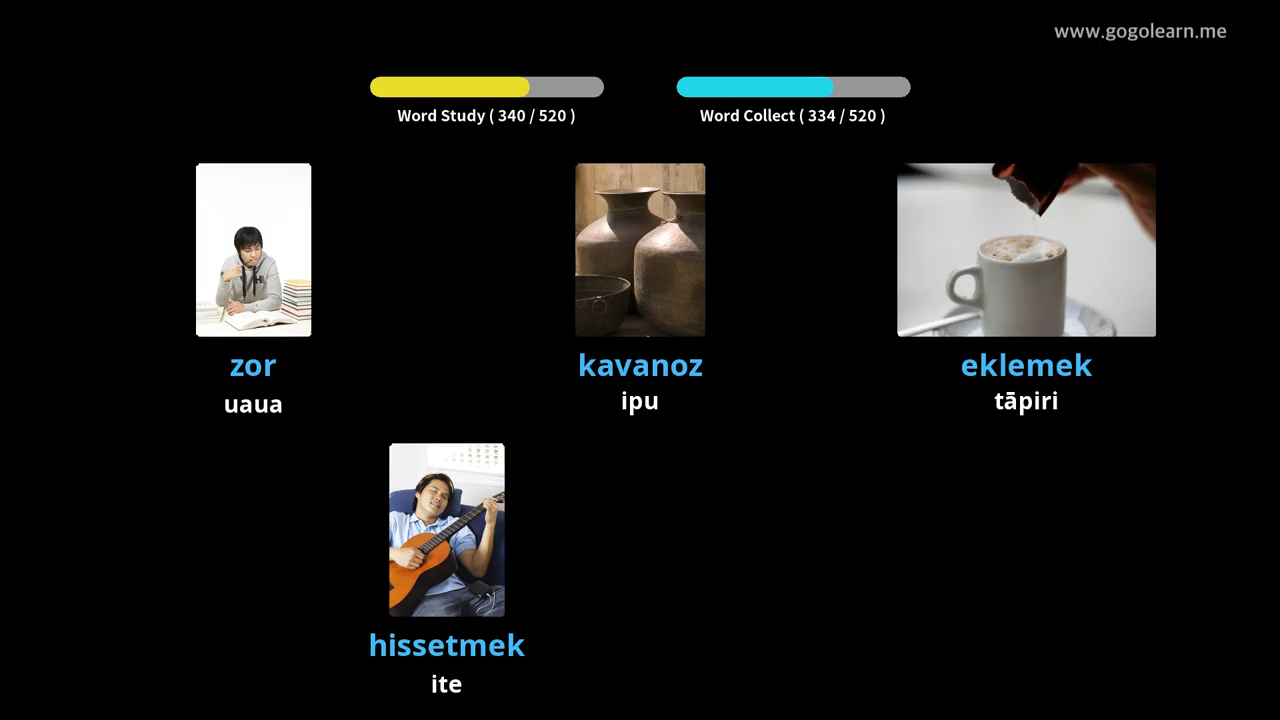 www.gogolearn.me
Word Study ( 340 / 520 )
Word Collect ( 334 / 520 )
zor
uaua
kavanoz
ipu
eklemek
tāpiri
hissetmek
ite